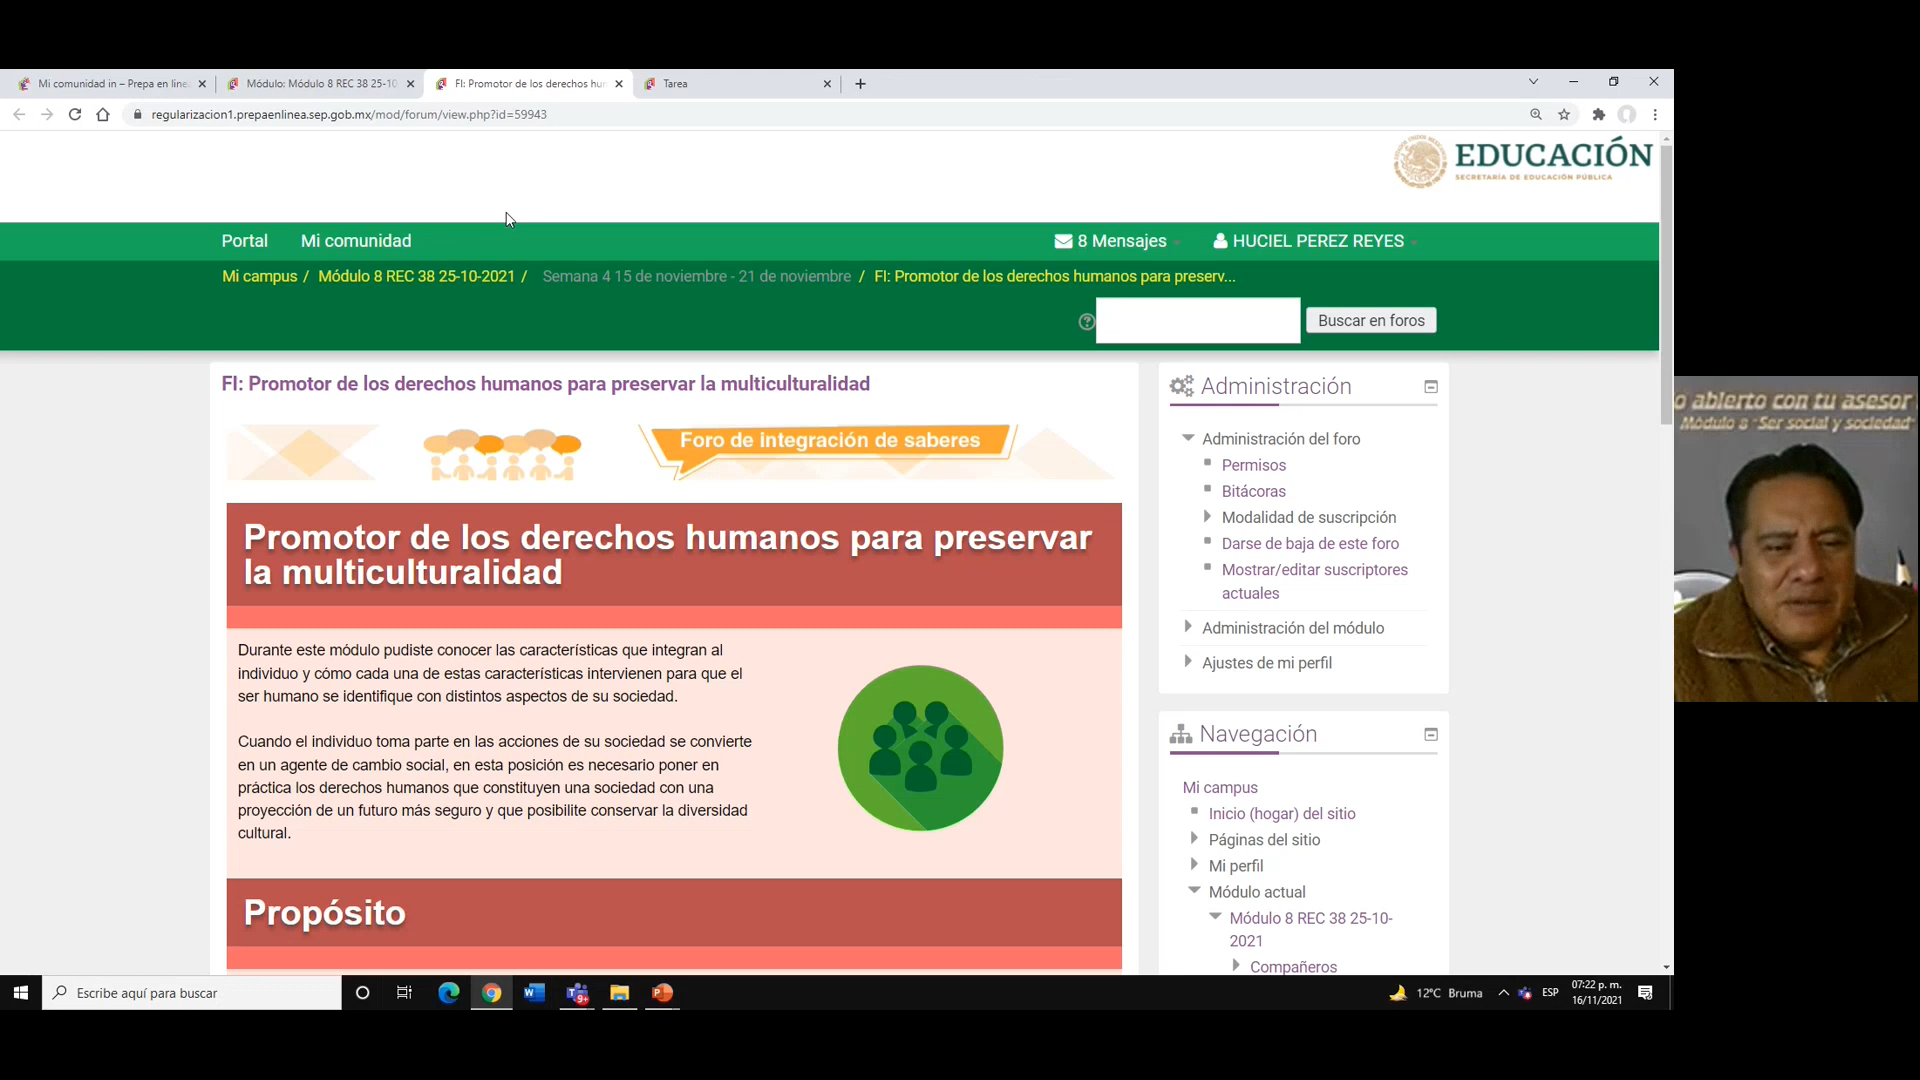 Mi comunidad in – Prepa en líne
Módulo: Módulo 8 REC 38 25-10
FI: Promotor de los derechos hum
Tarea
regularizacion1.prepaenlinea.sep.gob.mx/mod/forum/view.php?id=59943
EDUCACIÓN
SECRETARÍA DE EDUCACIÓN PÚBLICA
Portal
Mi comunidad
8 Mensajes
HUCIEL PEREZ REYES
Mi campus / Módulo 8 REC 38 25-10-2021 / Semana 4 15 de noviembre - 21 de noviembre / FI: Promotor de los derechos humanos para preserv...
Buscar en foros
FI: Promotor de los derechos humanos para preservar la multiculturalidad
Foro de integración de saberes
Promotor de los derechos humanos para preservar
la multiculturalidad
Durante este módulo pudiste conocer las características que integran al
individuo y cómo cada una de estas características intervienen para que el
ser humano se identifique con distintos aspectos de su sociedad.
Cuando el individuo toma parte en las acciones de su sociedad se convierte
en un agente de cambio social, en esta posición es necesario poner en
práctica los derechos humanos que constituyen una sociedad con una
proyección de un futuro más seguro y que posibilite conservar la diversidad
cultural.
Propósito
Administración
Administración del foro
Permisos
Bitácoras
Modalidad de suscripción
Darse de baja de este foro
Mostrar/editar suscriptores
actuales
Administración del módulo
Ajustes de mi perfil
Navegación
Mi campus
Inicio (hogar) del sitio
Páginas del sitio
Mi perfil
Módulo actual
Módulo 8 REC 38 25-10-
2021
Compañeros
o abierto con tu asesor
Módulo 8 "Ser social y sociedad"
Escribe aquí para buscar
9+
12°C Bruma
ESP
07:22 p. m.
16/11/2021